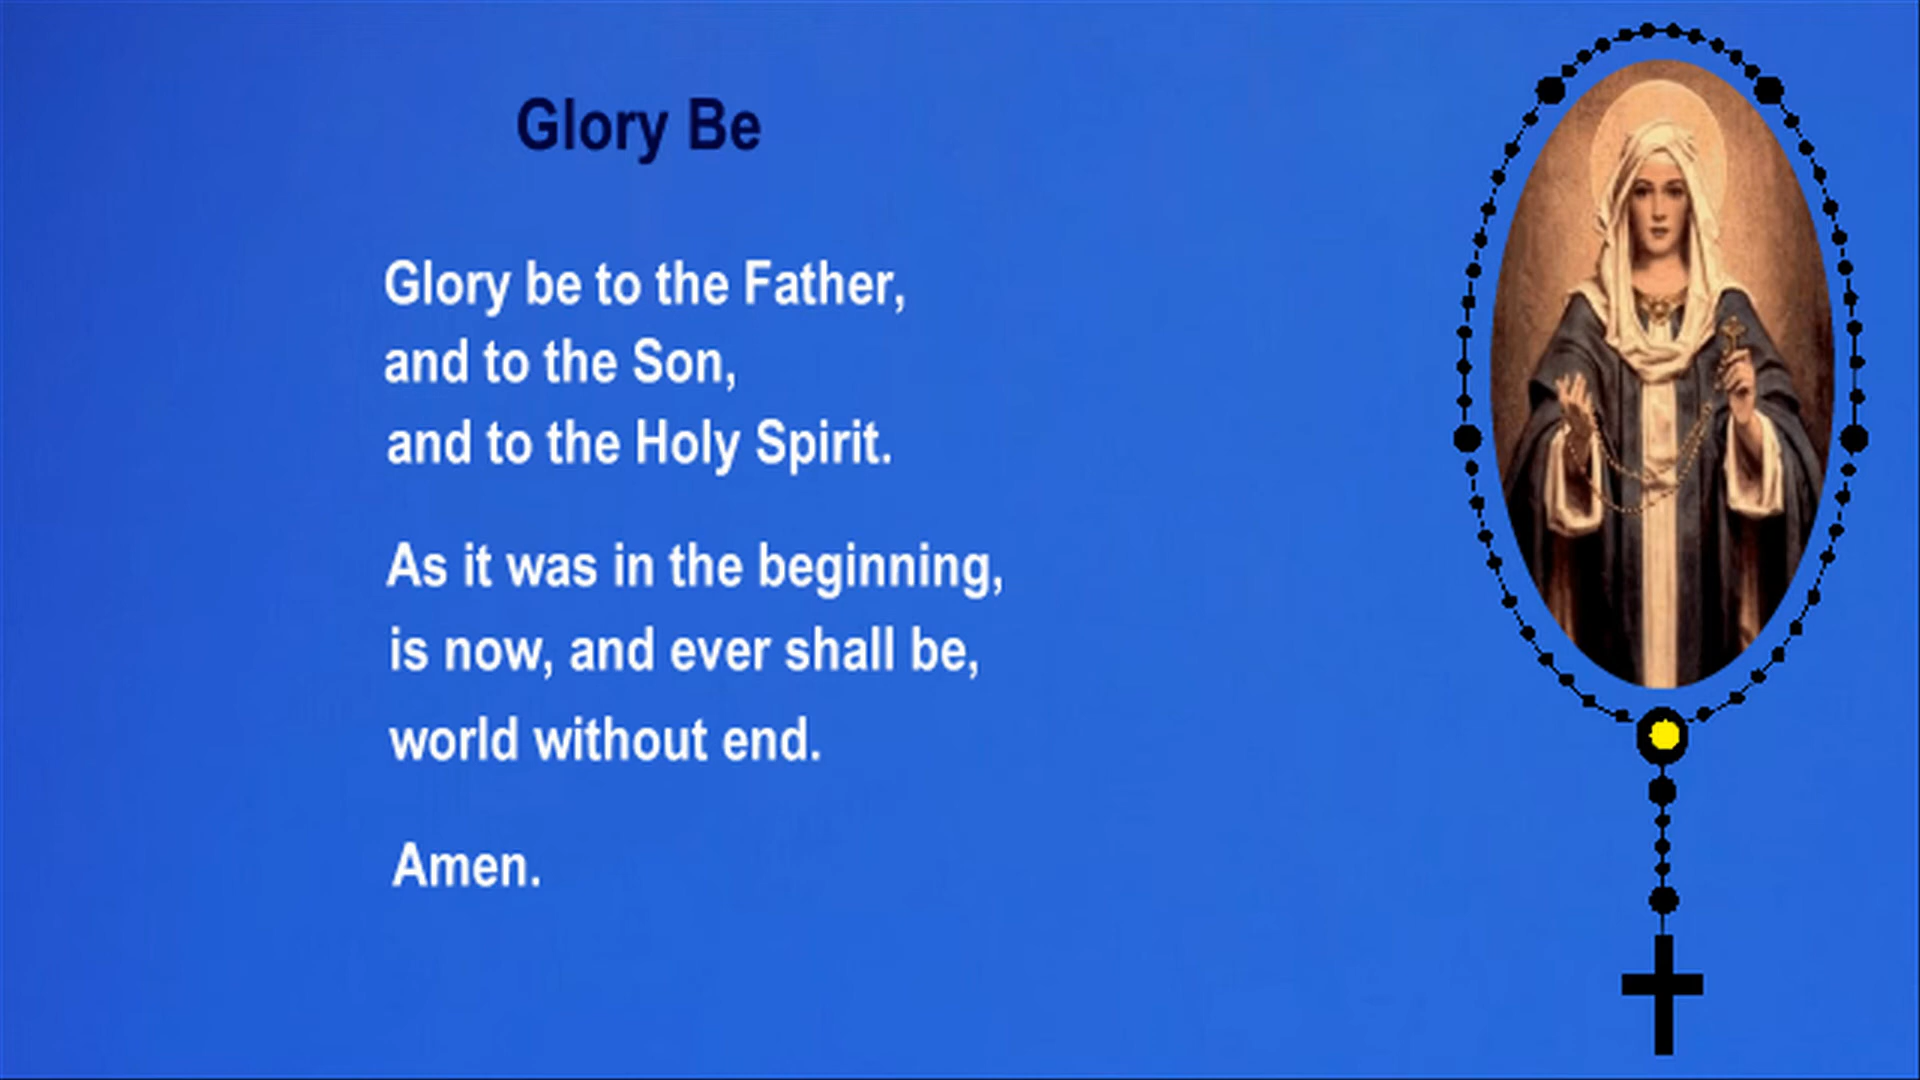 Glory Be
Glory be to the Father,
and to the Son,
and to the Holy Spirit.
As it was in the beginning,
is now, and ever shall be,
world without end.
Amen.